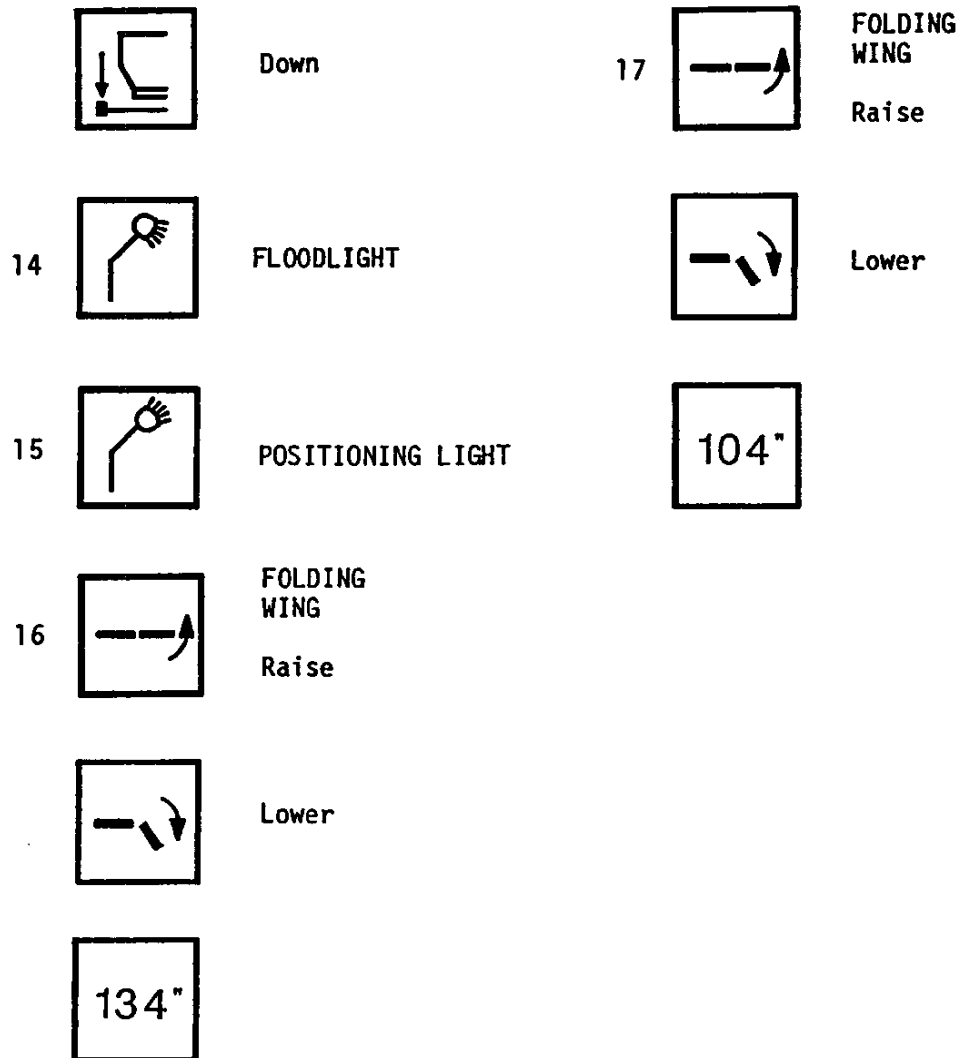 Down
14
FLOODLIGHT
15
POSITIONING LIGHT
16
FOLDING
WING
Raise
Lower
134"
17
FOLDING
WING
Raise
Lower
104"